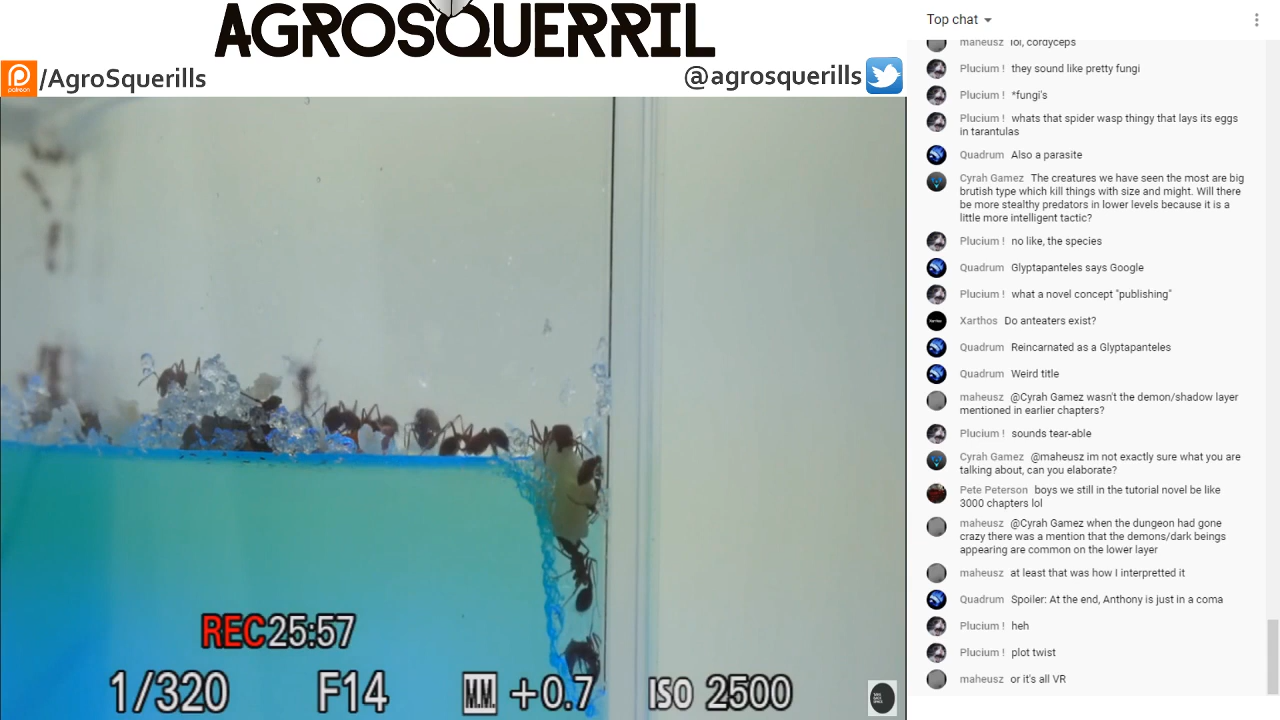 AGROSQUERRIL
/AgroSquerills
@agrosquerills
patreon
REC25:57
1/320 F14 M.M. +0.7 ISO 2500
Top chat
maheusz lol, cordyceps
Plucium ! they sound like pretty fungi
Plucium ! *fungi's
Plucium ! whats that spider wasp thingy that lays its eggs
in tarantulas
Quadrum Also a parasite
Cyrah Gamez The creatures we have seen the most are big
brutish type which kill things with size and might. Will there
be more stealthy predators in lower levels because it is a
little more intelligent tactic?
Plucium ! no like, the species
Quadrum Glyptapanteles says Google
Plucium ! what a novel concept "publishing"
Xarthos Do anteaters exist?
Quadrum Reincarnated as a Glyptapanteles
Quadrum Weird title
maheusz @Cyrah Gamez wasn't the demon/shadow layer
mentioned in earlier chapters?
Plucium ! sounds tear-able
Cyrah Gamez @maheusz im not exactly sure what you are
talking about, can you elaborate?
Pete Peterson boys we still in the tutorial novel be like
3000 chapters lol
maheusz @Cyrah Gamez when the dungeon had gone
crazy there was a mention that the demons/dark beings
appearing are common on the lower layer
maheusz at least that was how I interpretted it
Quadrum Spoiler: At the end, Anthony is just in a coma
Plucium ! heh
Plucium ! plot twist
maheusz or it's all VR